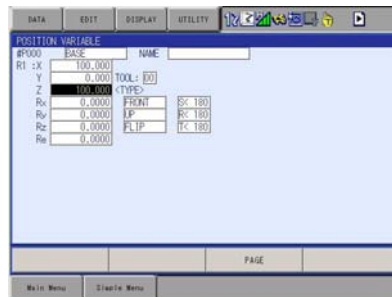 DATA EDIT DISPLAY UTILITY
POSITION VARIABLE
#P000 BASE NAME
R1 :X 100.000
Y 0.000 TOOL: 00
Z 100.000 <TYPE>
Rx 0.0000 FRONT S< 180
Ry 0.0000 UP R< 180
Rz 0.0000 FLIP T< 180
Re 0.0000
PAGE
Main Menu Simple Menu